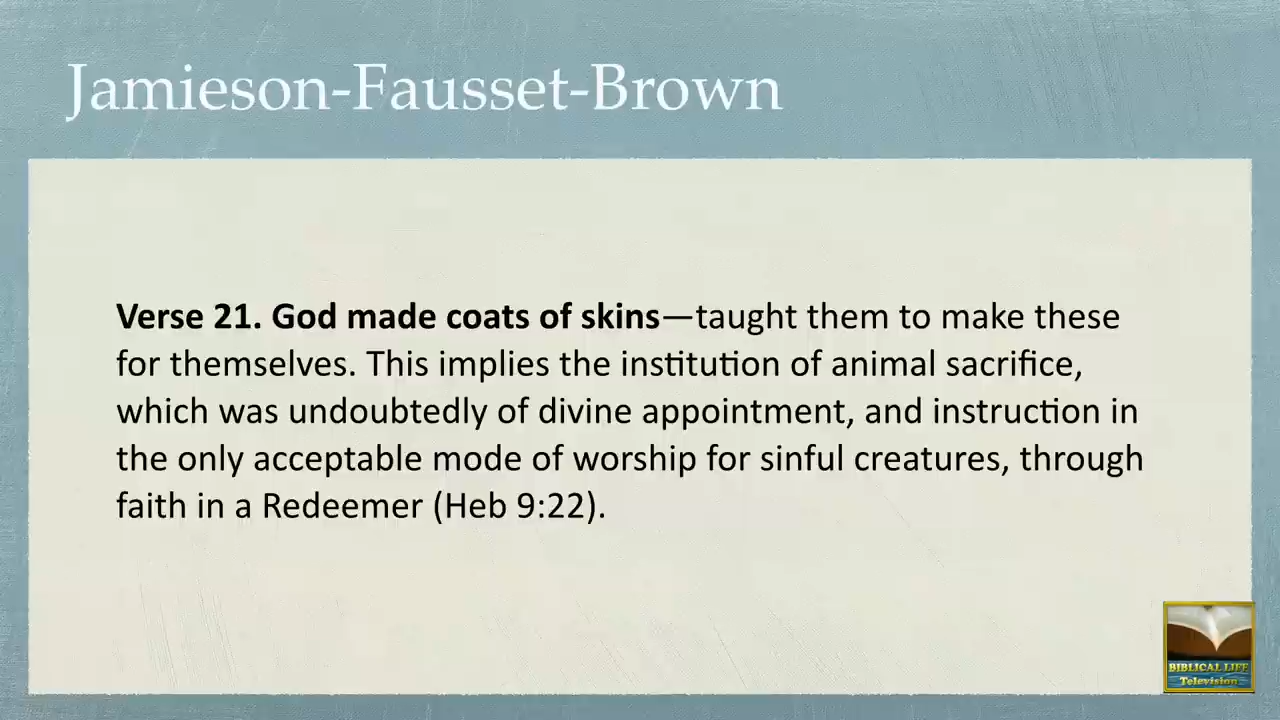 Jamieson-Fausset-Brown
Verse 21. God made coats of skins—taught them to make these
for themselves. This implies the institution of animal sacrifice,
which was undoubtedly of divine appointment, and instruction in
the only acceptable mode of worship for sinful creatures, through
faith in a Redeemer (Heb 9:22).
BIBLICAL LIFE
Television